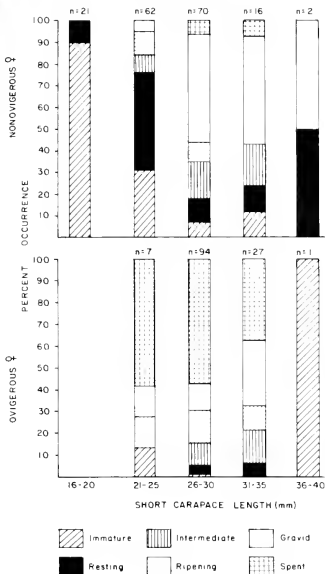 n=21 n=62 n=70 n=16 n=2
100
90
80
70
60
50
40
30
20
10
NONOVIGEROUS ♀
PERCENT OCCURRENCE
n=7 n=94 n=27 n=1
100
90
80
70
60
50
40
30
20
10
OVIGEROUS ♀
16-20 21-25 26-30 31-35 36-40
SHORT CARAPACE LENGTH (mm)
Immature Intermediate Gravid
Resting Ripening Spent